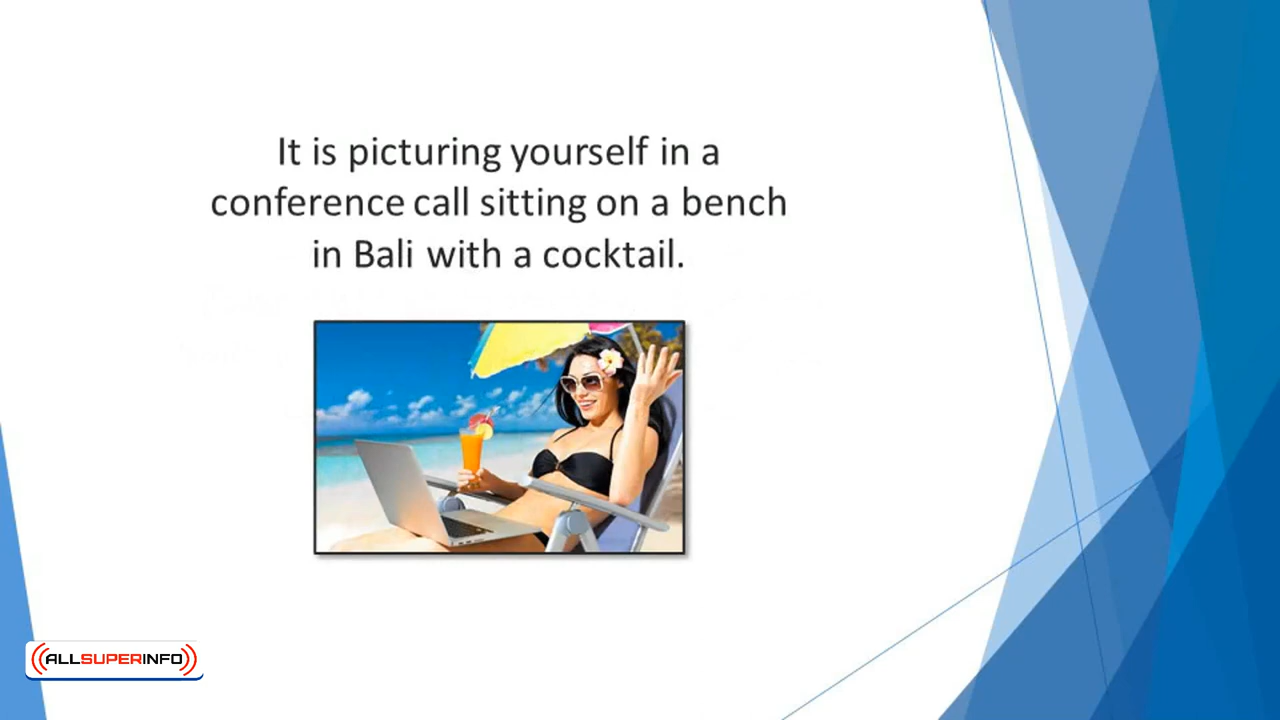 It is picturing yourself in a
conference call sitting on a bench
in Bali with a cocktail.
ALLSUPERINFO